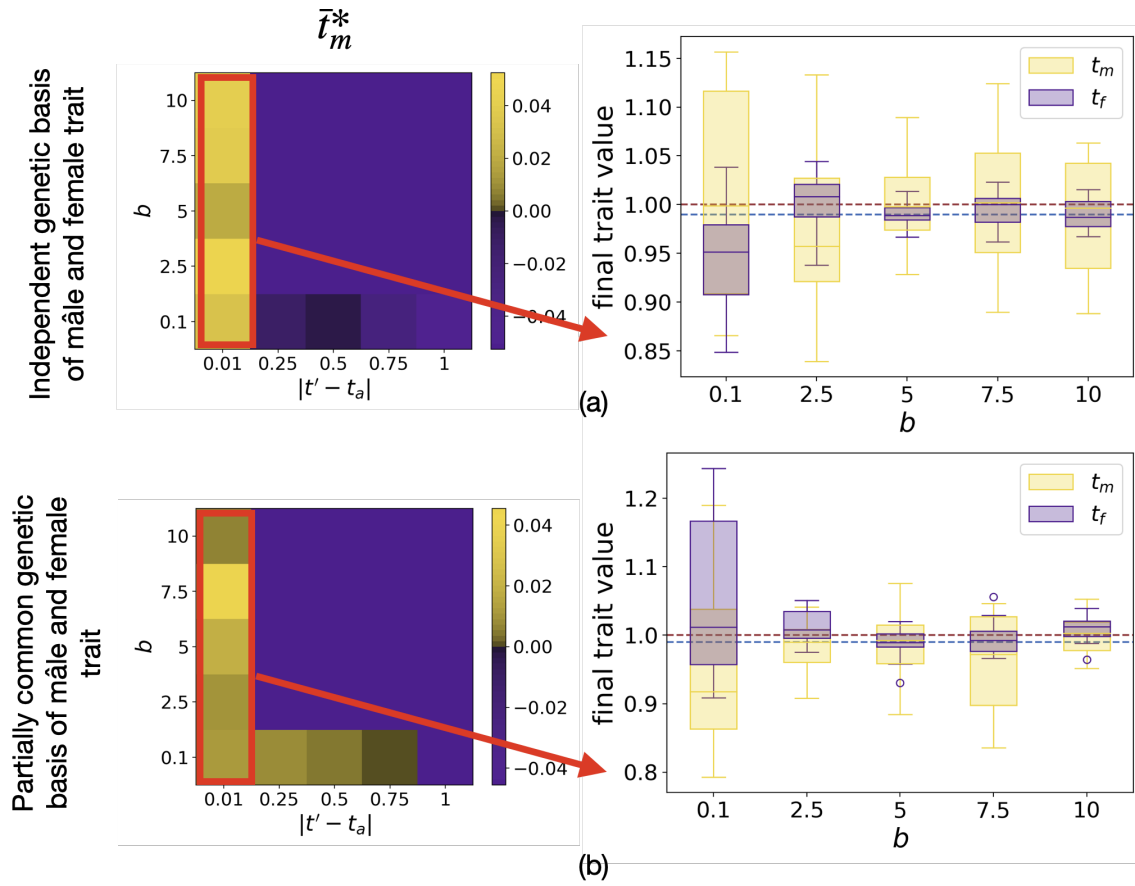 t̄*ₘ
Independent genetic basis
of mâle and female trait
10
7.5
5
2.5
0.1
b
0.01 0.25 0.5 0.75 1
|t′ − tₐ|
0.04
0.02
0.00
−0.02
−0.04
1.15
1.10
1.05
1.00
0.95
0.90
0.85
final trait value
tₘ
t_f
0.1 2.5 5 7.5 10
b
(a)
Partially common genetic
basis of mâle and female
trait
10
7.5
5
2.5
0.1
b
0.01 0.25 0.5 0.75 1
|t′ − tₐ|
0.04
0.02
0.00
−0.02
−0.04
1.2
1.1
1.0
0.9
0.8
final trait value
tₘ
t_f
0.1 2.5 5 7.5 10
b
(b)